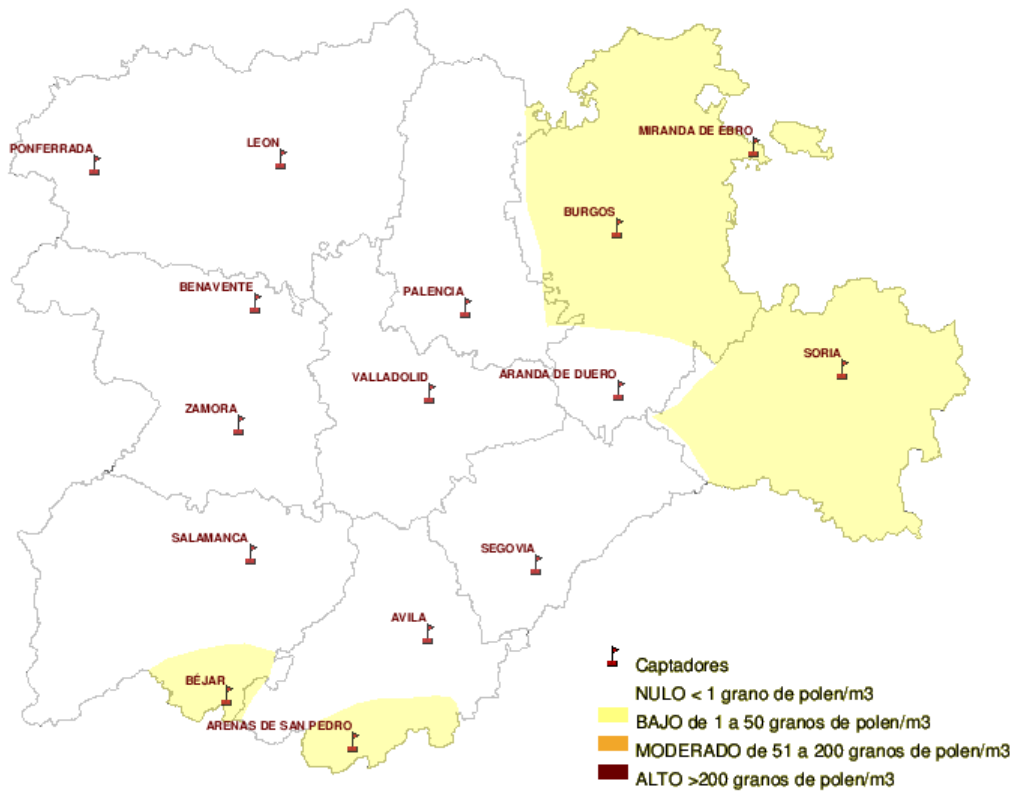 MIRANDA DE EBRO
PONFERRADA
LEON
BURGOS
BENAVENTE
PALENCIA
SORIA
VALLADOLID
ARANDA DE DUERO
ZAMORA
SALAMANCA
SEGOVIA
AVILA
BÉJAR
ARENAS DE SAN PEDRO
Captadores
NULO < 1 grano de polen/m3
BAJO de 1 a 50 granos de polen/m3
MODERADO de 51 a 200 granos de polen/m3
ALTO >200 granos de polen/m3